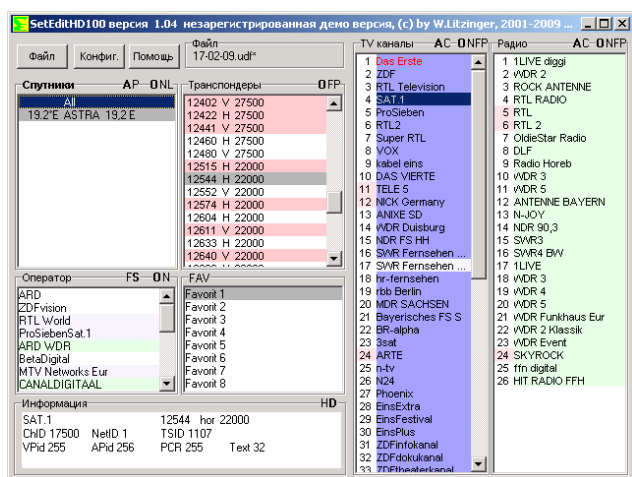 SetEditHD100 версия 1.04 незарегистрированная демо версия, (c) by W.Litzinger, 2001-2009 ...
Файл
Конфиг.
Помощь
Файл
17-02-09.udf*
Спутники AP 0NL
All
19.2°E ASTRA 19,2 E
Транспондеры 0FP
12402 V 27500
12422 H 27500
12441 V 27500
12460 H 27500
12480 V 27500
12515 H 22000
12544 H 22000
12552 V 22000
12574 H 22000
12604 H 22000
12611 V 22000
12633 H 22000
12640 V 22000
Оператор FS 0N
ARD
ZDFvision
RTL World
ProSiebenSat.1
ARD WDR
BetaDigital
MTV Networks Eur
CANALDIGITAAL
FAV
Favorit 1
Favorit 2
Favorit 3
Favorit 4
Favorit 5
Favorit 6
Favorit 7
Favorit 8
Информация HD
SAT.1 12544 hor 22000
ChID 17500 NetID 1 TSID 1107
VPid 255 APid 256 PCR 255 Text 32
TV каналы AC 0NFP
1 Das Erste
2 ZDF
3 RTL Television
4 SAT.1
5 ProSieben
6 RTL2
7 Super RTL
8 VOX
9 kabel eins
10 DAS VIERTE
11 TELE 5
12 NICK Germany
13 ANIXE SD
14 WDR Duisburg
15 NDR FS HH
16 SWR Fernsehen ...
17 SWR Fernsehen ...
18 hr-fernsehen
19 rbb Berlin
20 MDR SACHSEN
21 Bayerisches FS S
22 BR-alpha
23 3sat
24 ARTE
25 n-tv
26 N24
27 Phoenix
28 EinsExtra
29 EinsFestival
30 EinsPlus
31 ZDFinfokanal
32 ZDFdokukanal
33 ZDFtheaterkanal
Радио AC 0NFP
1 1LIVE diggi
2 WDR 2
3 ROCK ANTENNE
4 RTL RADIO
5 RTL
6 RTL 2
7 OldieStar Radio
8 DLF
9 Radio Horeb
10 WDR 3
11 WDR 5
12 ANTENNE BAYERN
13 N-JOY
14 NDR 90,3
15 SWR3
16 SWR4 BW
17 1LIVE
18 WDR 3
19 WDR 4
20 WDR 5
21 WDR Funkhaus Eur
22 WDR 2 Klassik
23 WDR Event
24 SKYROCK
25 ffn digital
26 HIT RADIO FFH